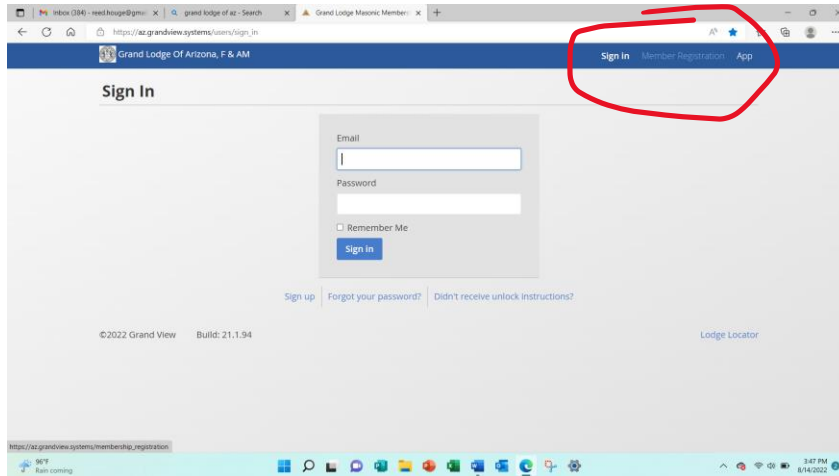 Inbox (384) - reed.houge@gmai
grand lodge of az - Search
Grand Lodge Masonic Members
https://az.grandview.systems/users/sign_in
Grand Lodge Of Arizona, F & AM
Sign in Member Registration App
Sign In
Email
Password
Remember Me
Sign in
Sign up Forgot your password? Didn't receive unlock instructions?
©2022 Grand View Build: 21.1.94 Lodge Locator
https://az.grandview.systems/membership_registration
96°F
Rain coming
3:47 PM
8/14/2022